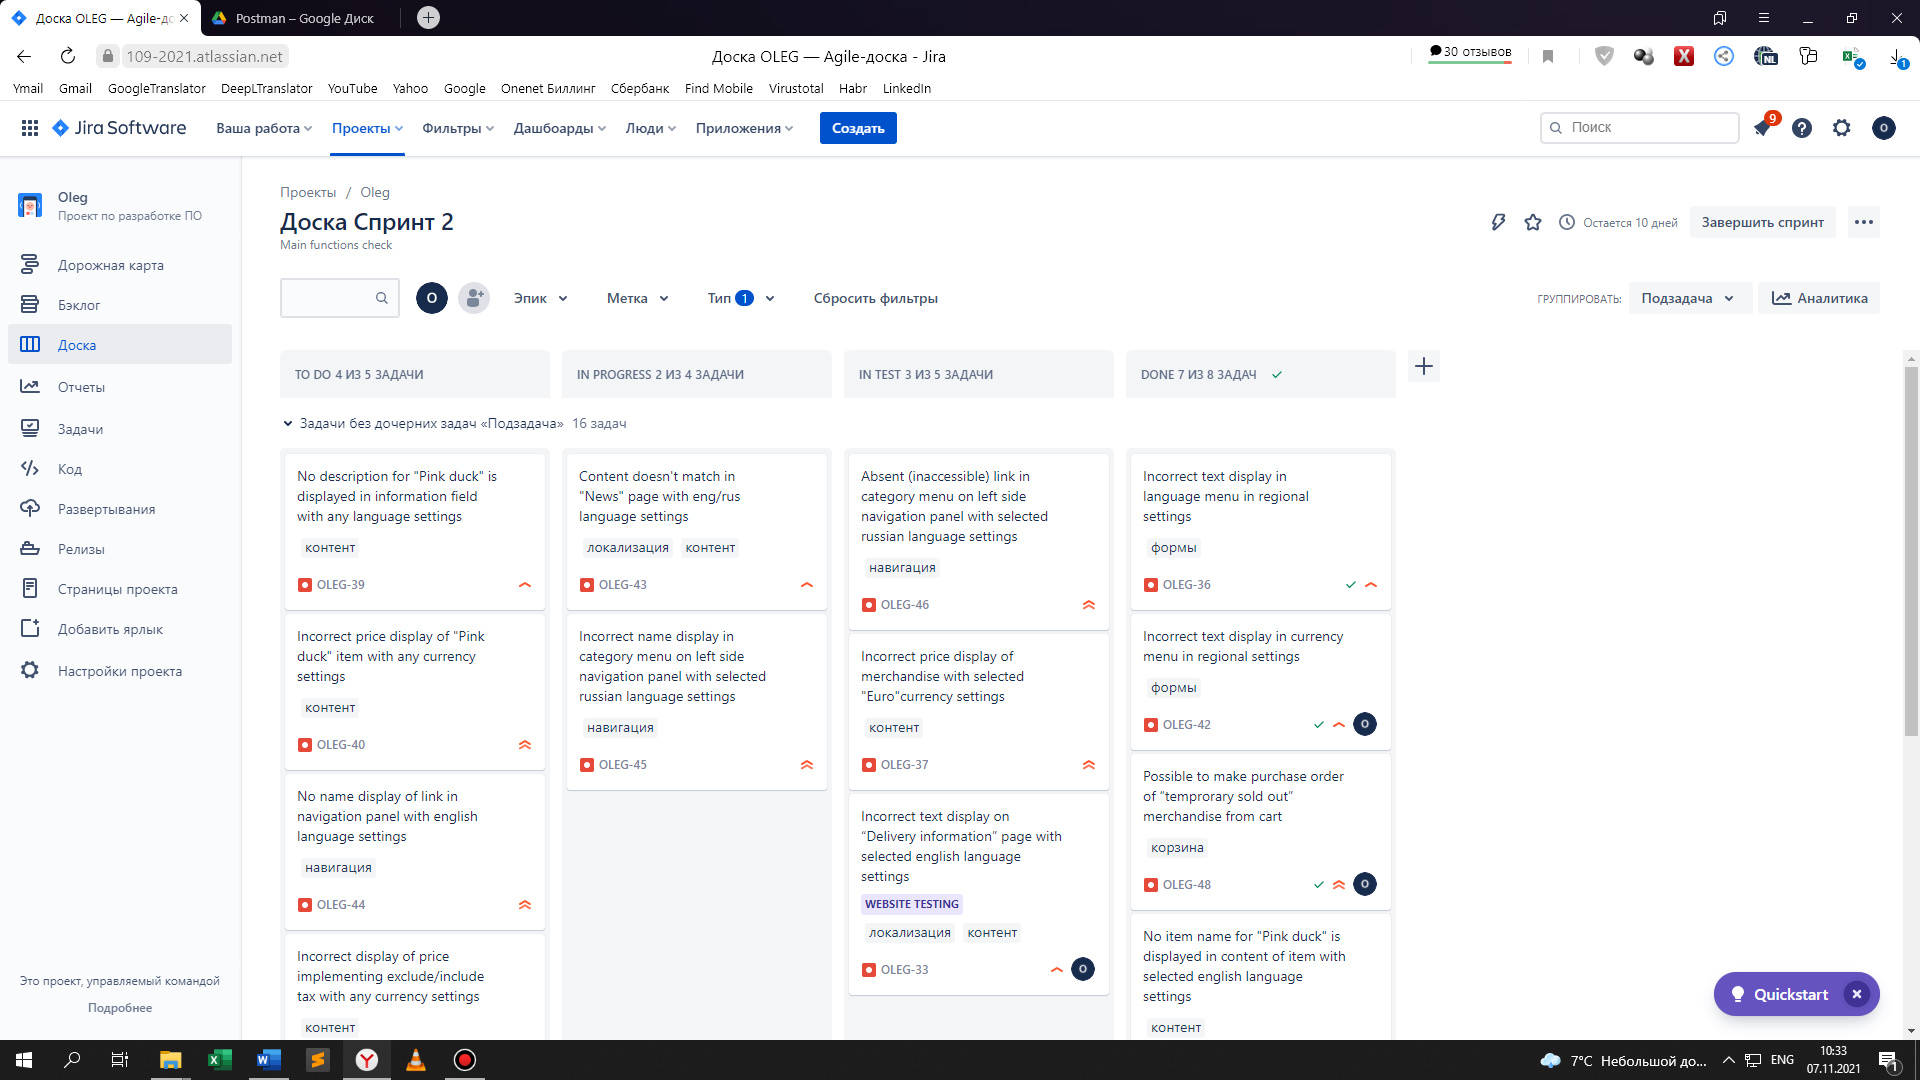 Доска OLEG — Agile-до
Postman – Google Диск
109-2021.atlassian.net
Доска OLEG — Agile-доска - Jira
30 отзывов
NL
1
Ymail Gmail GoogleTranslator DeepLTranslator YouTube Yahoo Google Onenet Биллинг Сбербанк Find Mobile Virustotal Habr LinkedIn
Jira Software
Ваша работа Проекты Фильтры Дашборды Люди Приложения Создать
Поиск
9
O
Oleg
Проект по разработке ПО
Дорожная карта
Бэклог
Доска
Отчеты
Задачи
Код
Развертывания
Релизы
Страницы проекта
Добавить ярлык
Настройки проекта
Это проект, управляемый командой
Подробнее
Проекты / Oleg
Доска Спринт 2
Main functions check
Остается 10 дней
Завершить спринт
O
Эпик Метка Тип 1 Сбросить фильтры
ГРУППИРОВАТЬ: Подзадача Аналитика
TO DO 4 ИЗ 5 ЗАДАЧИ
IN PROGRESS 2 ИЗ 4 ЗАДАЧИ
IN TEST 3 ИЗ 5 ЗАДАЧИ
DONE 7 ИЗ 8 ЗАДАЧ
Задачи без дочерних задач «Подзадача» 16 задач
No description for "Pink duck" is
displayed in information field
with any language settings
контент
OLEG-39
Incorrect price display of "Pink
duck" item with any currency
settings
контент
OLEG-40
No name display of link in
navigation panel with english
language settings
навигация
OLEG-44
Incorrect display of price
implementing exclude/include
tax with any currency settings
контент
Content doesn't match in
"News" page with eng/rus
language settings
локализация контент
OLEG-43
Incorrect name display in
category menu on left side
navigation panel with selected
russian language settings
навигация
OLEG-45
Absent (inaccessible) link in
category menu on left side
navigation panel with selected
russian language settings
навигация
OLEG-46
Incorrect price display of
merchandise with selected
"Euro"currency settings
контент
OLEG-37
Incorrect text display on
“Delivery information” page with
selected english language
settings
WEBSITE TESTING
локализация контент
OLEG-33
O
Incorrect text display in
language menu in regional
settings
формы
OLEG-36
Incorrect text display in currency
menu in regional settings
формы
OLEG-42
O
Possible to make purchase order
of “temprorary sold out”
merchandise from cart
корзина
OLEG-48
O
No item name for "Pink duck" is
displayed in content of item with
selected english language
settings
контент
Quickstart
7°C Небольшой до...
ENG
10:33
07.11.2021
1